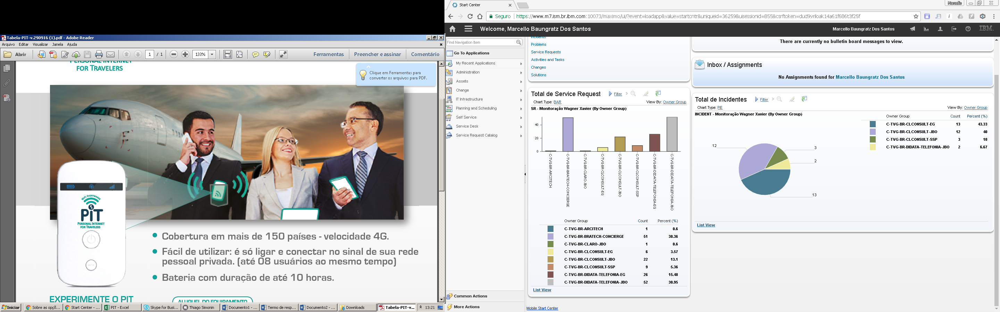 Tabela-PIT-v.290916 (1).pdf - Adobe Reader
Arquivo Editar Visualizar Janela Ajuda
Abrir
1 / 1
133%
Ferramentas Preencher e assinar Comentário
PERSONAL INTERNET
FOR TRAVELERS
Clique em Ferramentas para
converter os arquivos para PDF.
WIFI EVERYWHERE
PiT
PERSONAL INTERNET
FOR TRAVELERS
Cobertura em mais de 150 países - velocidade 4G.
Fácil de utilizar: é só ligar e conectar no sinal de sua rede
pessoal privada. (até 08 usuários ao mesmo tempo)
Bateria com duração de até 10 horas.
EXPERIMENTE O PIT
ALUGUEL DO EQUIPAMENTO
Iniciar
Sobre as opçõ...
Start Center - ...
PIT - Excel
Skype for Busi...
Thiago Simonin
Documento1 - ...
Termo de resp...
Documento2 - ...
Downloads
Tabela-PIT-v...
13:21
Start Center
Marcello
Seguro https://www.m7.ism.br.ibm.com:10073/maximo/ui/?event=loadapp&value=startcntr&uniqueid=36259&uisessionid=855&csrftoken=dud9vriloak14a61f686t3f25f
Welcome, Marcello Baungratz Dos Santos
Marcello Baungratz Dos Santos
IBM
Find Navigation Item
Go To Applications
My Recent Applications
Administration
Assets
Change
IT Infrastructure
Planning and Scheduling
Self Service
Service Desk
Service Request Catalog
Common Actions
More Actions
Incidents
Problems
Service Requests
Activities and Tasks
Changes
Solutions
Total de Service Request
Filter
Chart Type: BAR
View By: Owner Group
SR - Monitoração Wagner Xavier (By Owner Group)
40
20
0
C-TVG-BR-ARCITECH
C-TVG-BR-BRATECH-CONCIERGE
C-TVG-BR-CLARO-JBO
C-TVG-BR-CLCONSULT-EG
C-TVG-BR-CLCONSULT-JBO
C-TVG-BR-CLCONSULT-SSP
C-TVG-BR-DIDATA-TELEFONIA-EG
C-TVG-BR-DIDATA-TELEFONIA-JBO
Owner Group Count Percent (%)
C-TVG-BR-ARCITECH 1 0.6
C-TVG-BR-BRATECH-CONCIERGE 51 30.36
C-TVG-BR-CLARO-JBO 1 0.6
C-TVG-BR-CLCONSULT-EG 6 3.57
C-TVG-BR-CLCONSULT-JBO 22 13.1
C-TVG-BR-CLCONSULT-SSP 9 5.36
C-TVG-BR-DIDATA-TELEFONIA-EG 26 15.48
C-TVG-BR-DIDATA-TELEFONIA-JBO 52 30.95
List View
Mobile Start Center
There are currently no bulletin board messages to view.
Inbox / Assignments
No Assignments found for Marcello Baungratz Dos Santos
Total de Incidentes
Filter
Chart Type: PIE
View By: Owner Group
INCIDENT - Monitoração Wagner Xavier (By Owner Group)
Owner Group Count Percent (%)
C-TVG-BR-CLCONSULT-EG 13 43.33
C-TVG-BR-CLCONSULT-JBO 12 40
C-TVG-BR-CLCONSULT-SSP 3 10
C-TVG-BR-DIDATA-TELEFONIA-JBO 2 6.67
12
3
2
13
List View